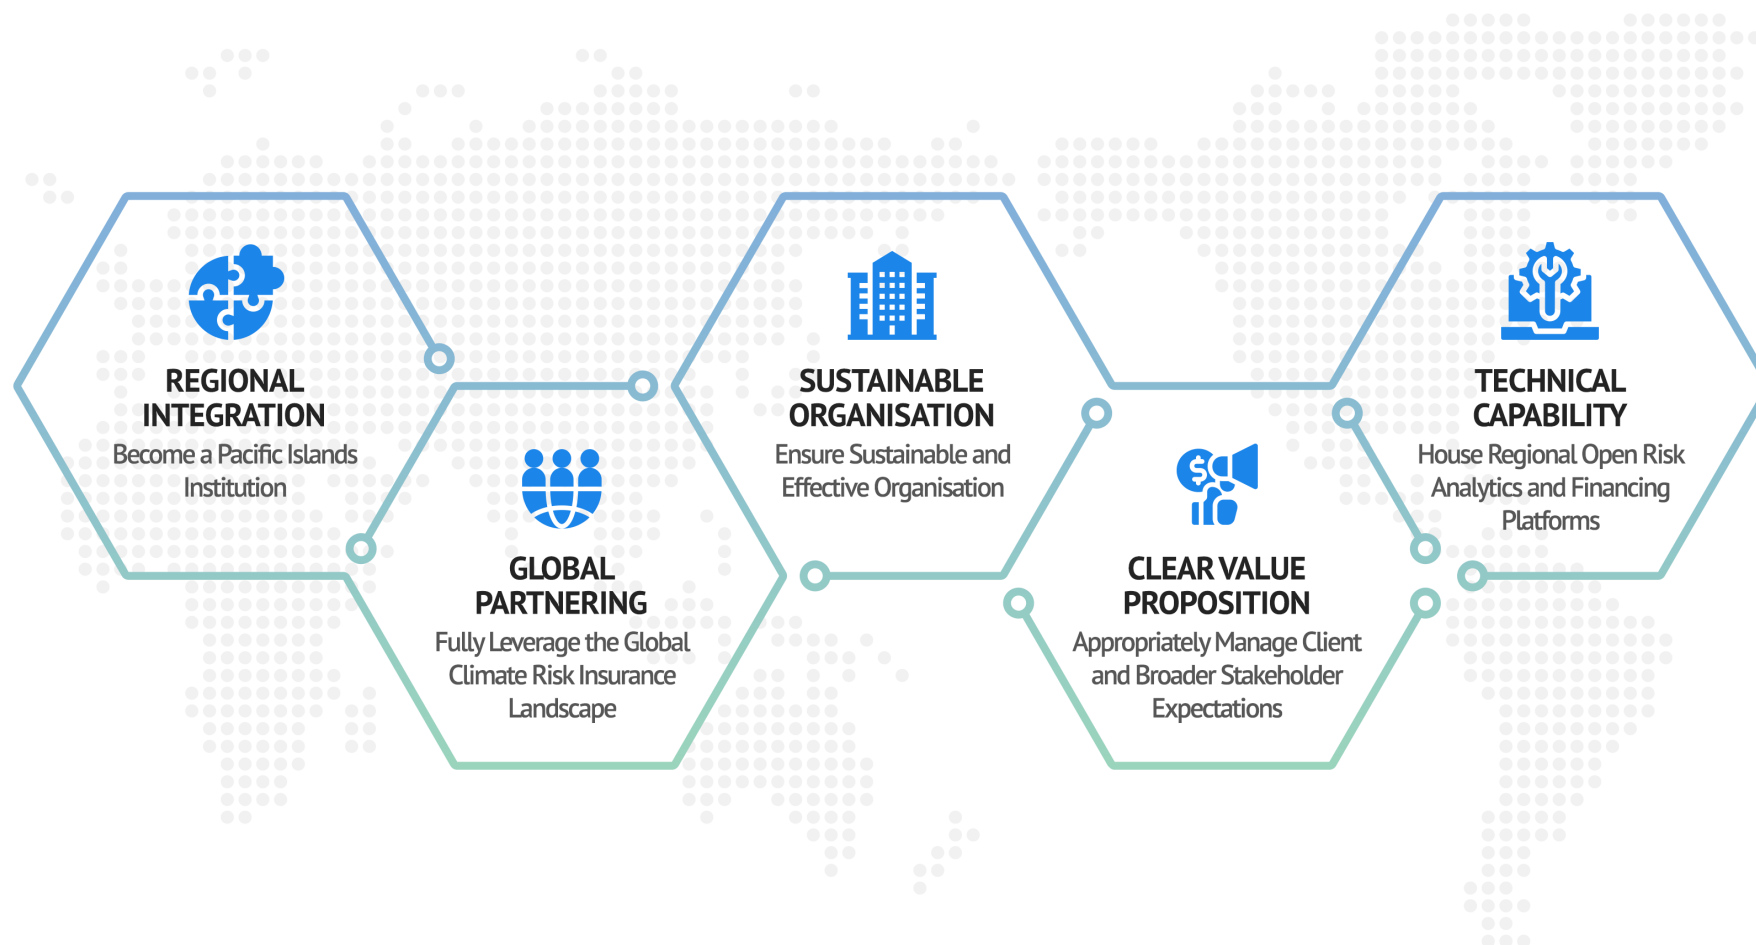 REGIONAL
INTEGRATION
Become a Pacific Islands
Institution
GLOBAL
PARTNERING
Fully Leverage the Global
Climate Risk Insurance
Landscape
SUSTAINABLE
ORGANISATION
Ensure Sustainable and
Effective Organisation
CLEAR VALUE
PROPOSITION
Appropriately Manage Client
and Broader Stakeholder
Expectations
TECHNICAL
CAPABILITY
House Regional Open Risk
Analytics and Financing
Platforms